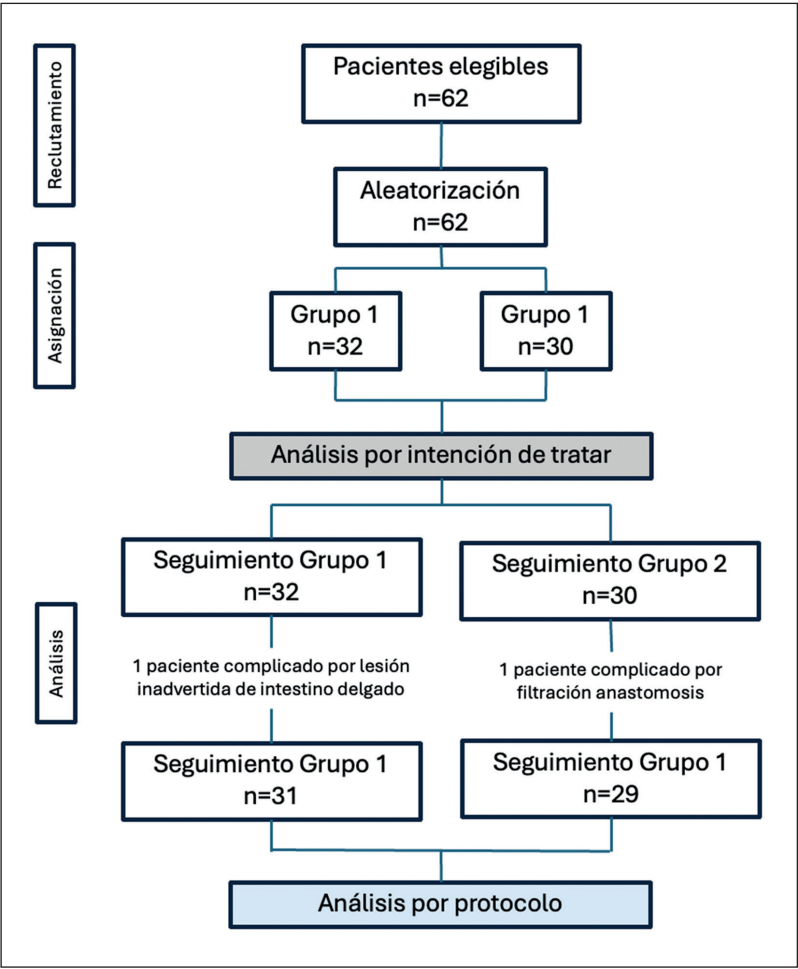 Reclutamiento
Pacientes elegibles
n=62
Aleatorización
n=62
Asignación
Grupo 1
n=32
Grupo 1
n=30
Análisis por intención de tratar
Análisis
Seguimiento Grupo 1
n=32
Seguimiento Grupo 2
n=30
1 paciente complicado por lesión
inadvertida de intestino delgado
1 paciente complicado por
filtración anastomosis
Seguimiento Grupo 1
n=31
Seguimiento Grupo 1
n=29
Análisis por protocolo